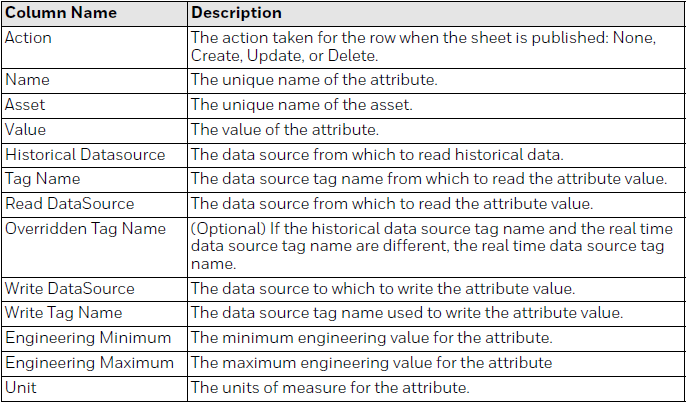 Column Name Description
Action The action taken for the row when the sheet is published: None,
Create, Update, or Delete.
Name The unique name of the attribute.
Asset The unique name of the asset.
Value The value of the attribute.
Historical Datasource The data source from which to read historical data.
Tag Name The data source tag name from which to read the attribute value.
Read DataSource The data source from which to read the attribute value.
Overridden Tag Name (Optional) If the historical data source tag name and the real time
data source tag name are different, the real time data source tag
name.
Write DataSource The data source to which to write the attribute value.
Write Tag Name The data source tag name used to write the attribute value.
Engineering Minimum The minimum engineering value for the attribute.
Engineering Maximum The maximum engineering value for the attribute
Unit The units of measure for the attribute.